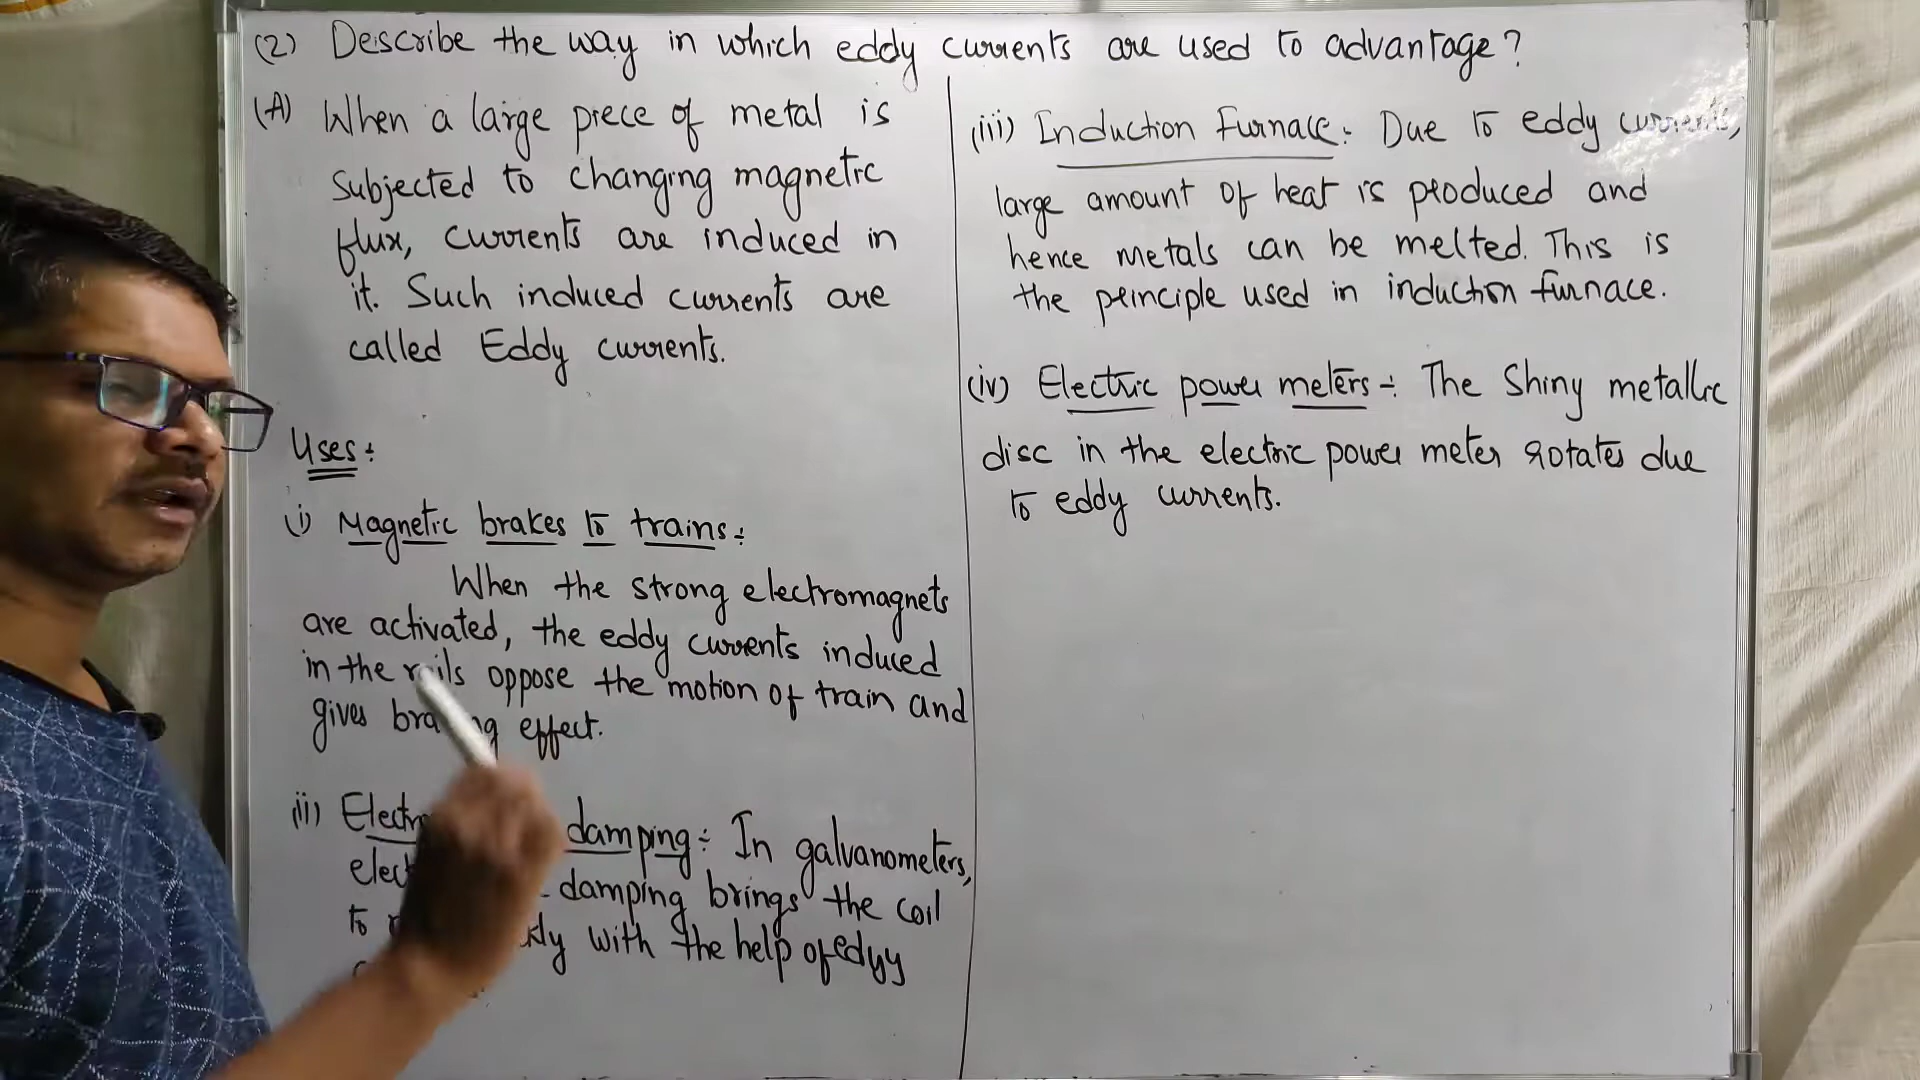 (2) Describe the way in which eddy currents are used to advantage?
(A) When a large piece of metal is
subjected to changing magnetic
flux, currents are induced in
it. Such induced currents are
called Eddy currents.
Uses:
(i) Magnetic brakes to trains:
When the strong electromagnets
are activated, the eddy currents induced
in the rails oppose the motion of train and
gives braking effect.
(ii) damping: In galvanometers,
damping brings the coil
to with the help of edyy
(iii) Induction Furnace: Due to eddy currents,
large amount of heat is produced and
hence metals can be melted. This is
the principle used in induction furnace.
(iv) Electric power meters: The Shiny metallic
disc in the electric power meter rotates due
to eddy currents.